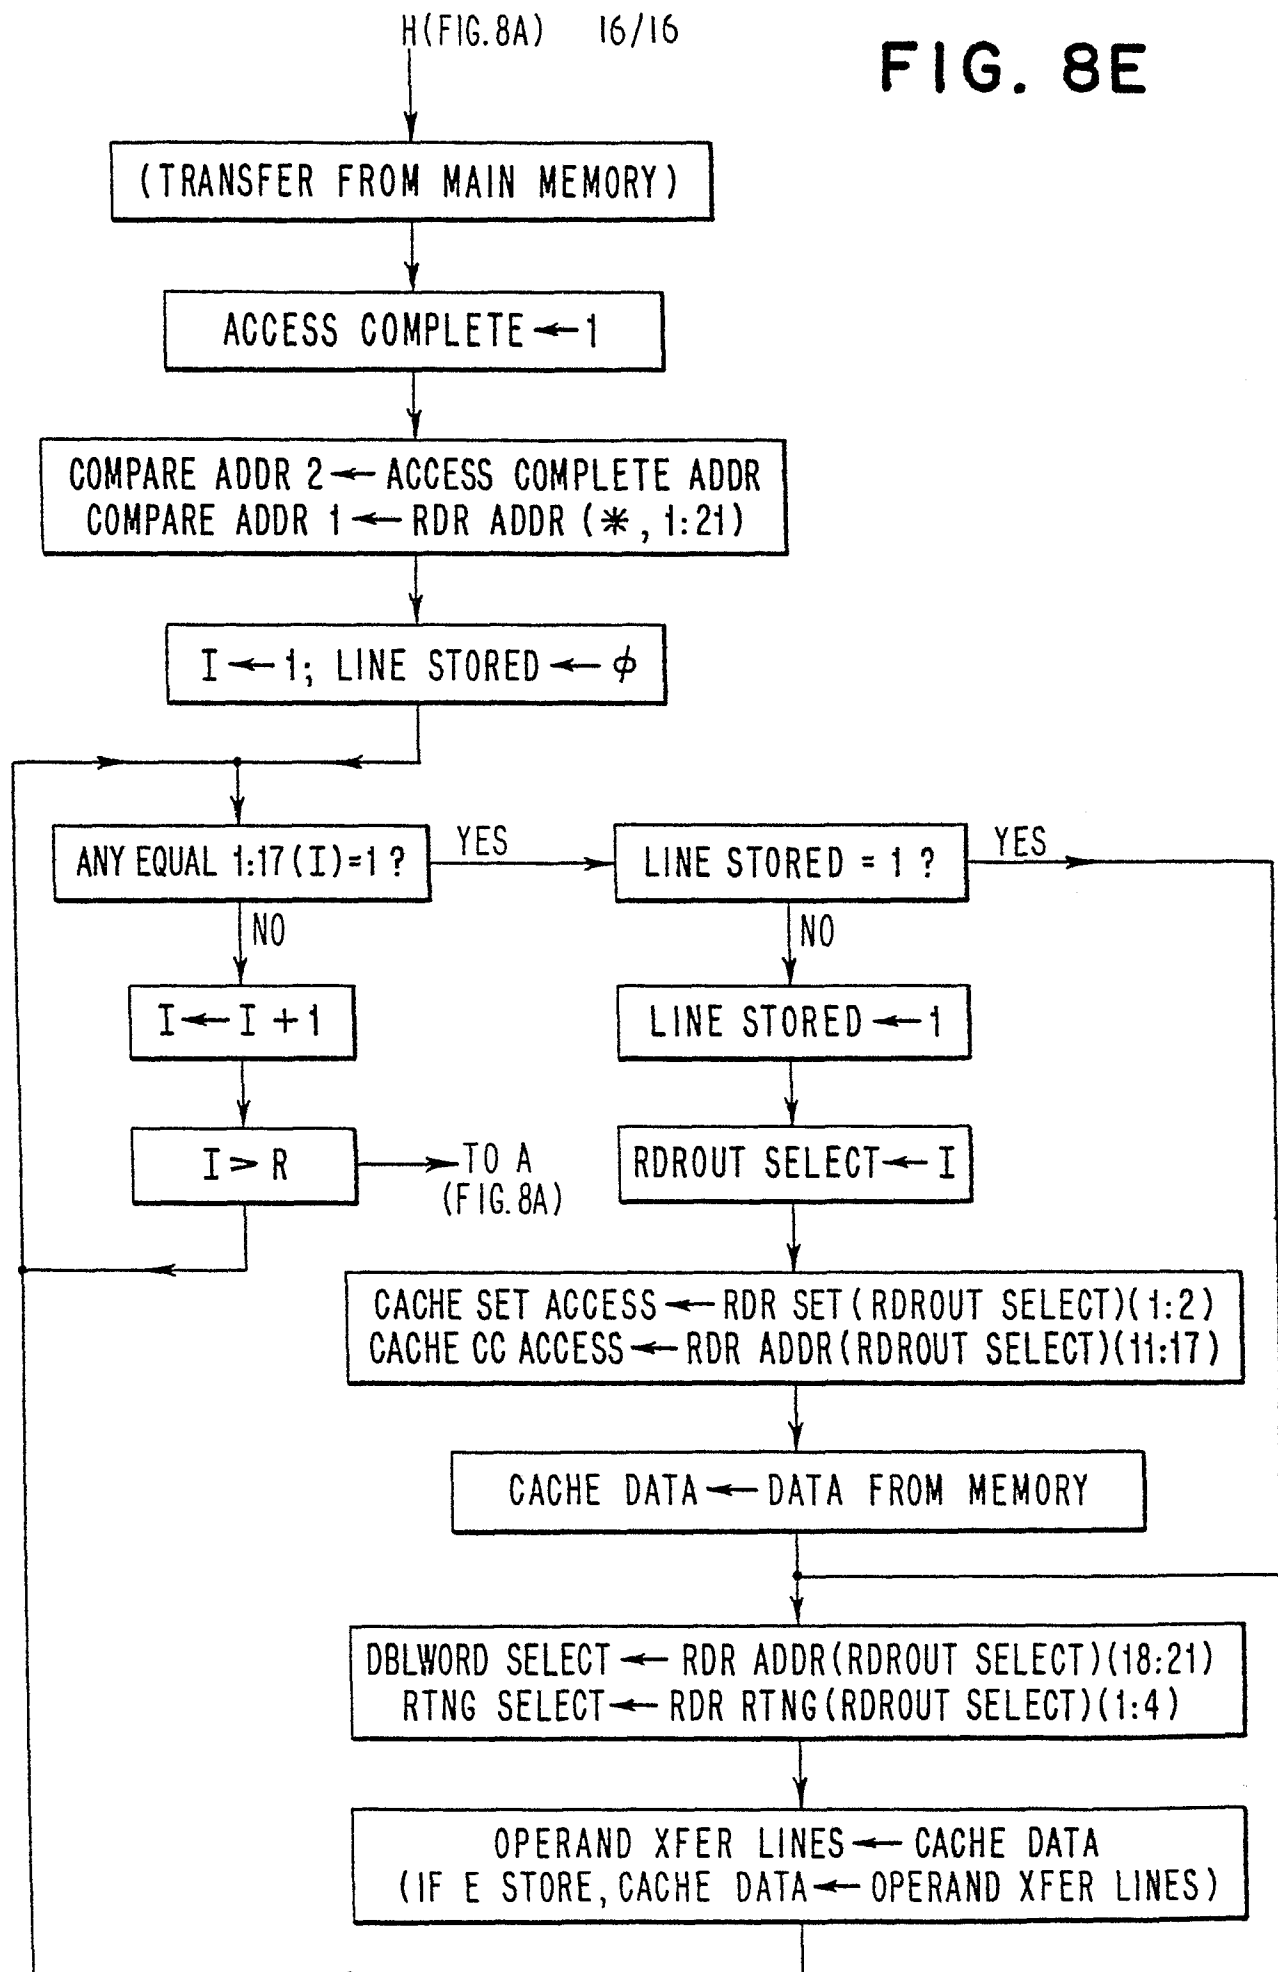 H(FIG.8A) 16/16
FIG. 8E
(TRANSFER FROM MAIN MEMORY)
ACCESS COMPLETE←1
COMPARE ADDR 2←ACCESS COMPLETE ADDR
COMPARE ADDR 1←RDR ADDR (*, 1:21)
I←1; LINE STORED←ϕ
ANY EQUAL 1:17(I)=1 ?
YES
LINE STORED = 1 ?
YES
NO
NO
I←I + 1
LINE STORED←1
I > R
TO A
(FIG.8A)
RDROUT SELECT←I
CACHE SET ACCESS←RDR SET(RDROUT SELECT)(1:2)
CACHE CC ACCESS←RDR ADDR(RDROUT SELECT)(11:17)
CACHE DATA←DATA FROM MEMORY
DBLWORD SELECT←RDR ADDR(RDROUT SELECT)(18:21)
RTNG SELECT←RDR RTNG(RDROUT SELECT)(1:4)
OPERAND XFER LINES←CACHE DATA
(IF E STORE, CACHE DATA←OPERAND XFER LINES)